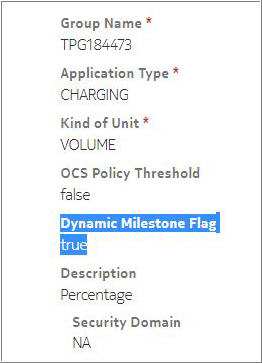 Group Name *
TPG184473
Application Type *
CHARGING
Kind of Unit *
VOLUME
OCS Policy Threshold
false
Dynamic Milestone Flag
true
Description
Percentage
Security Domain
NA